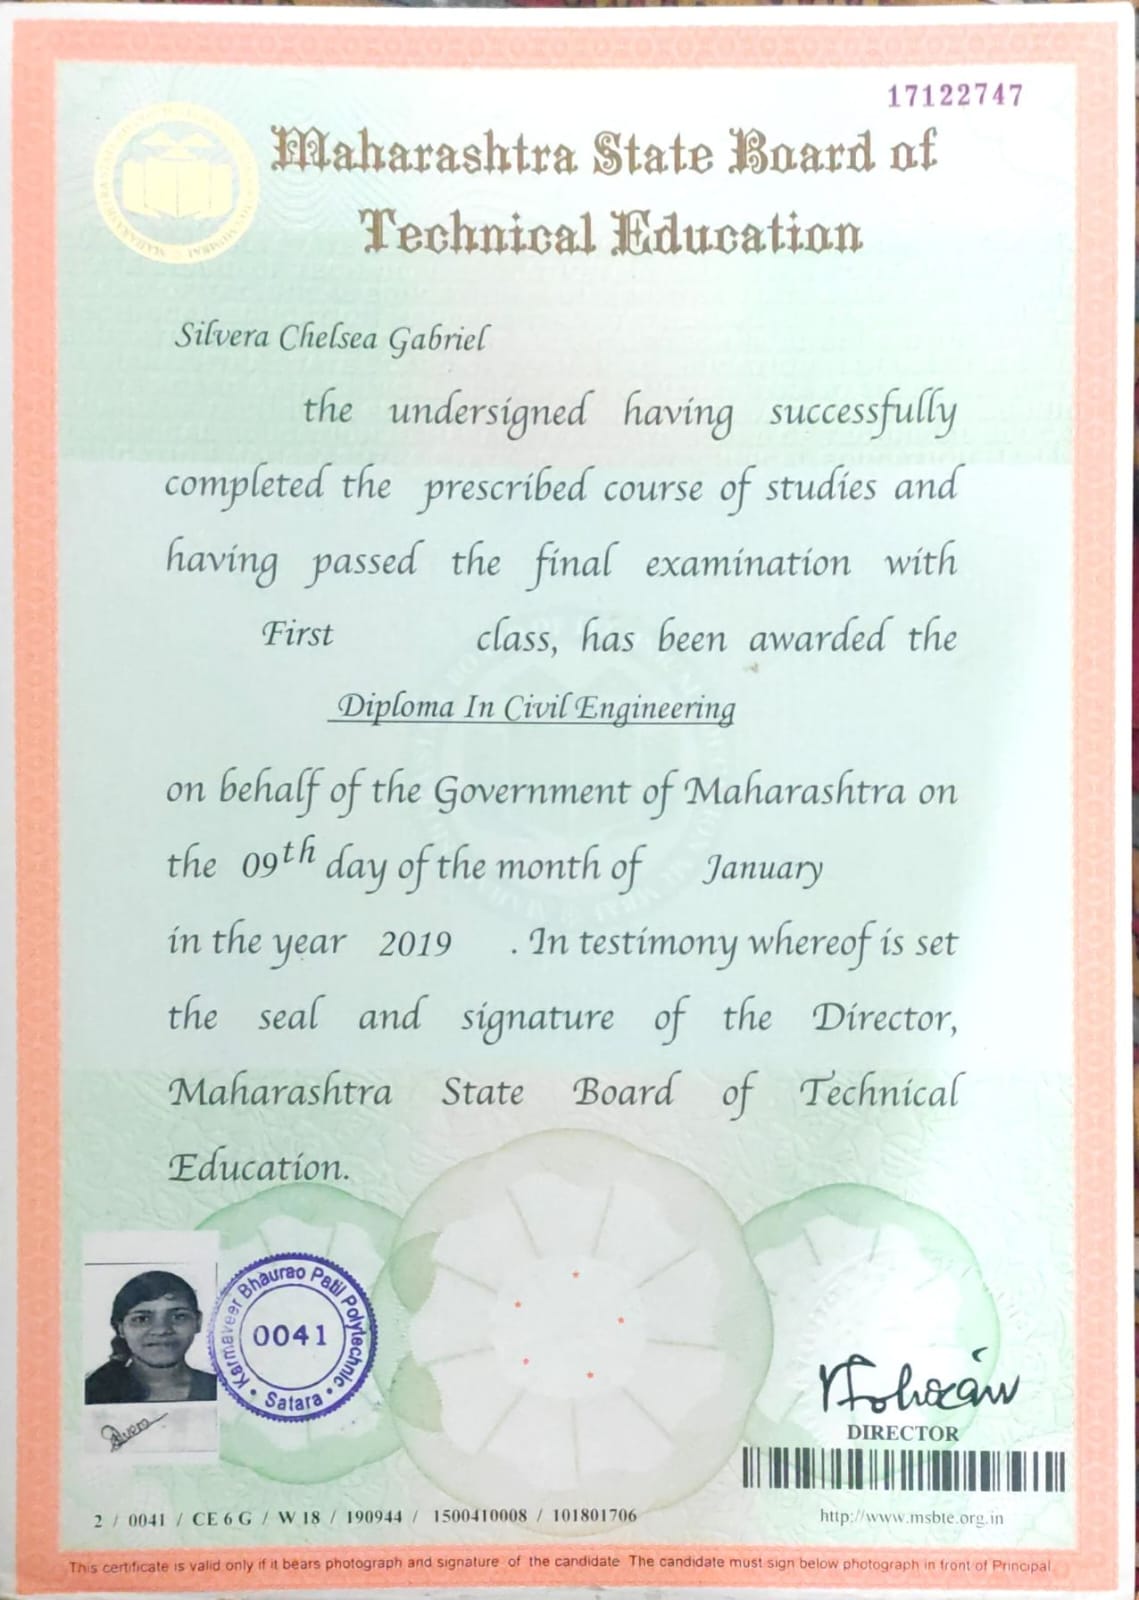 17122747
Maharashtra State Board of
Technical Education
Silvera Chelsea Gabriel
the undersigned having successfully
completed the prescribed course of studies and
having passed the final examination with
First class, has been awarded the
Diploma In Civil Engineering
on behalf of the Government of Maharashtra on
the 09th day of the month of January
in the year 2019 . In testimony whereof is set
the seal and signature of the Director,
Maharashtra State Board of Technical
Education.
Karmaveer Bhaurao Patil Polytechnic
0041
• Satara •
DIRECTOR
2 / 0041 / CE 6 G / W 18 / 190944 / 1500410008 / 101801706
http://www.msbte.org.in
This certificate is valid only if it bears photograph and signature of the candidate The candidate must sign below photograph in front of Principal